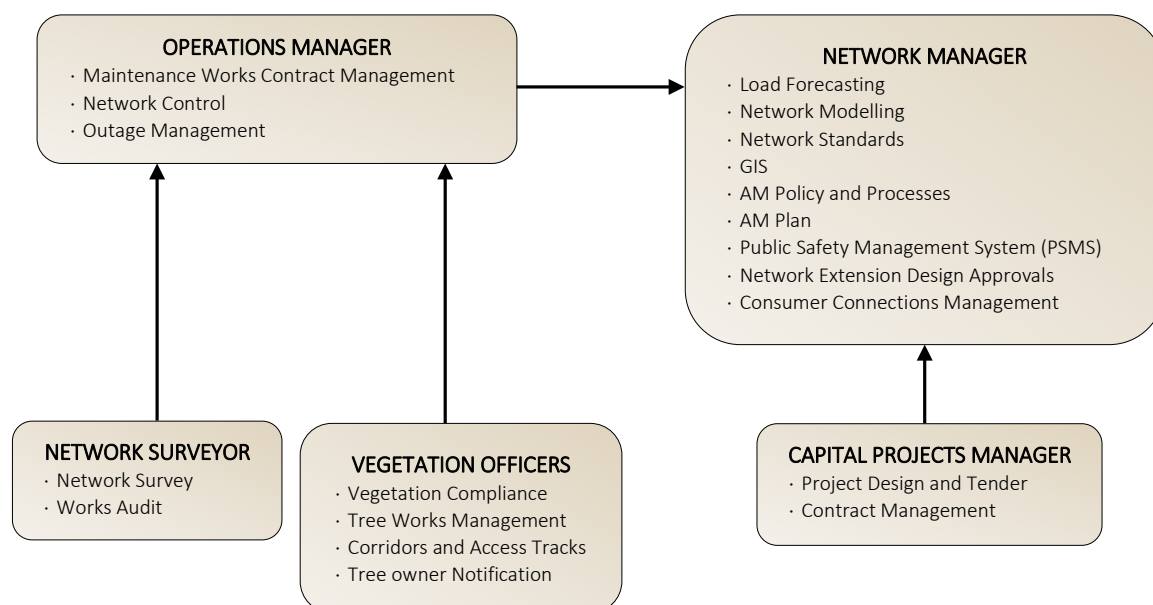 OPERATIONS MANAGER
· Maintenance Works Contract Management
· Network Control
· Outage Management
NETWORK MANAGER
· Load Forecasting
· Network Modelling
· Network Standards
· GIS
· AM Policy and Processes
· AM Plan
· Public Safety Management System (PSMS)
· Network Extension Design Approvals
· Consumer Connections Management
NETWORK SURVEYOR
· Network Survey
· Works Audit
VEGETATION OFFICERS
· Vegetation Compliance
· Tree Works Management
· Corridors and Access Tracks
· Tree owner Notification
CAPITAL PROJECTS MANAGER
· Project Design and Tender
· Contract Management